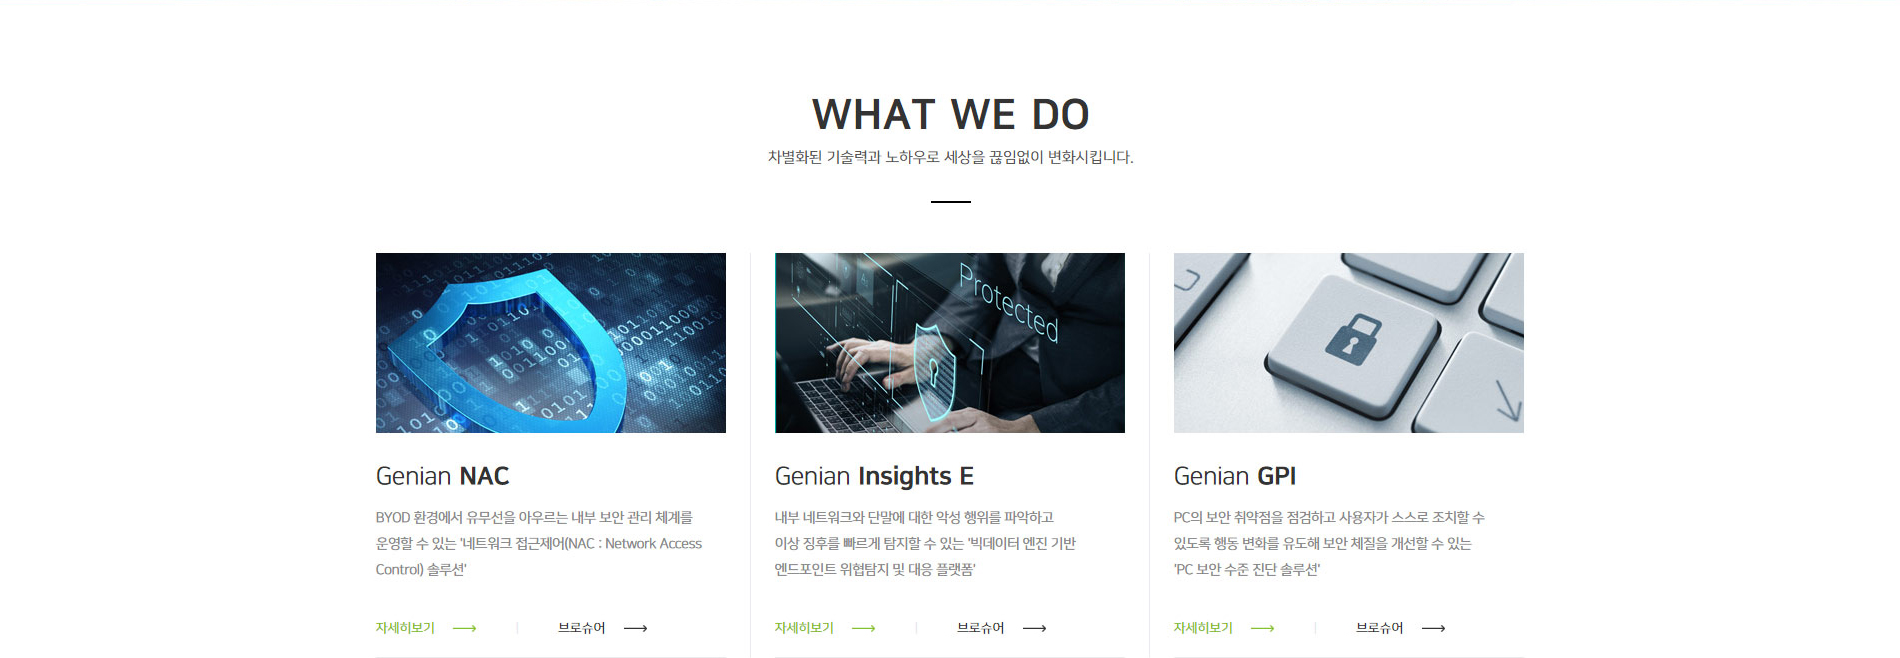 WHAT WE DO
차별화된 기술력과 노하우로 세상을 끊임없이 변화시킵니다.
Protected
Genian NAC
BYOD 환경에서 유무선을 아우르는 내부 보안 관리 체계를
운영할 수 있는 '네트워크 접근제어(NAC : Network Access
Control) 솔루션'
자세히보기
브로슈어
Genian Insights E
내부 네트워크와 단말에 대한 악성 행위를 파악하고
이상 징후를 빠르게 탐지할 수 있는 '빅데이터 엔진 기반
엔드포인트 위협탐지 및 대응 플랫폼'
자세히보기
브로슈어
Genian GPI
PC의 보안 취약점을 점검하고 사용자가 스스로 조치할 수
있도록 행동 변화를 유도해 보안 체질을 개선할 수 있는
'PC 보안 수준 진단 솔루션'
자세히보기
브로슈어